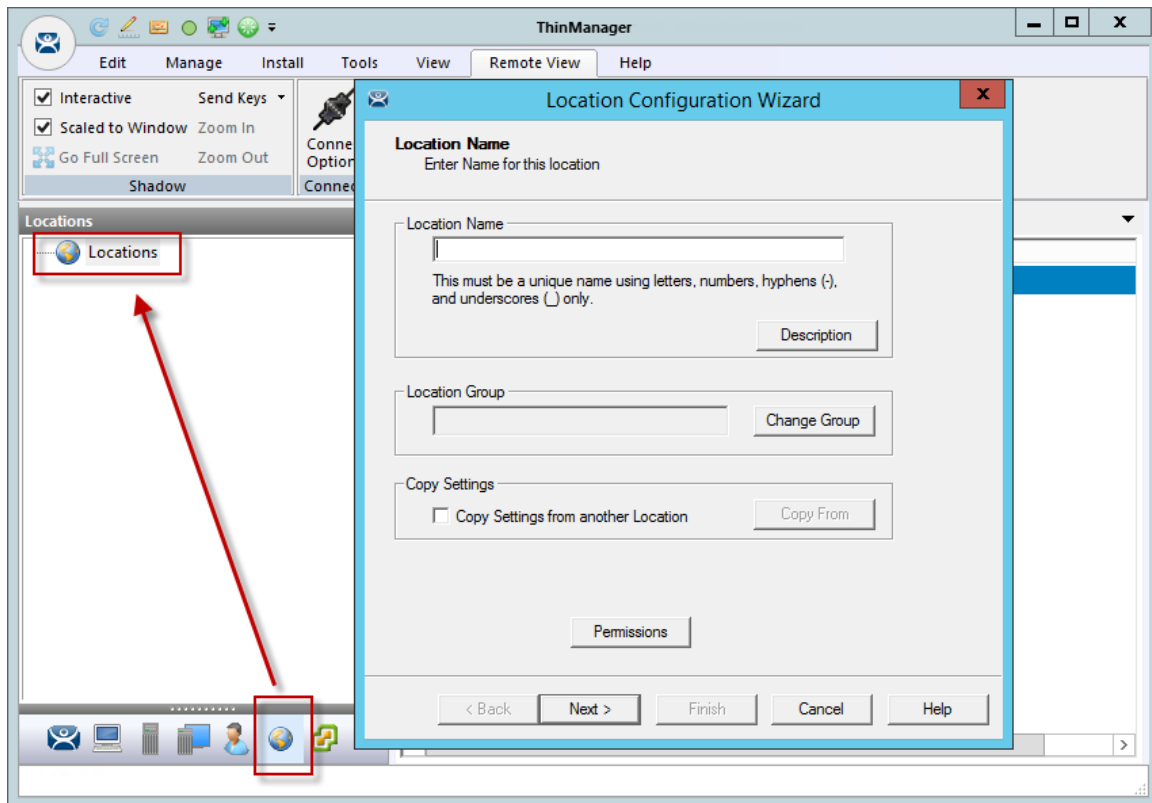 ThinManager
Edit Manage Install Tools View Remote View Help
Interactive Send Keys
Scaled to Window Zoom In
Go Full Screen Zoom Out
Shadow
Conne
Option
Connec
Locations
Locations
Location Configuration Wizard
X
Location Name
Enter Name for this location
Location Name
This must be a unique name using letters, numbers, hyphens (-),
and underscores (_) only.
Description
Location Group
Change Group
Copy Settings
Copy Settings from another Location
Copy From
Permissions
< Back Next > Finish Cancel Help